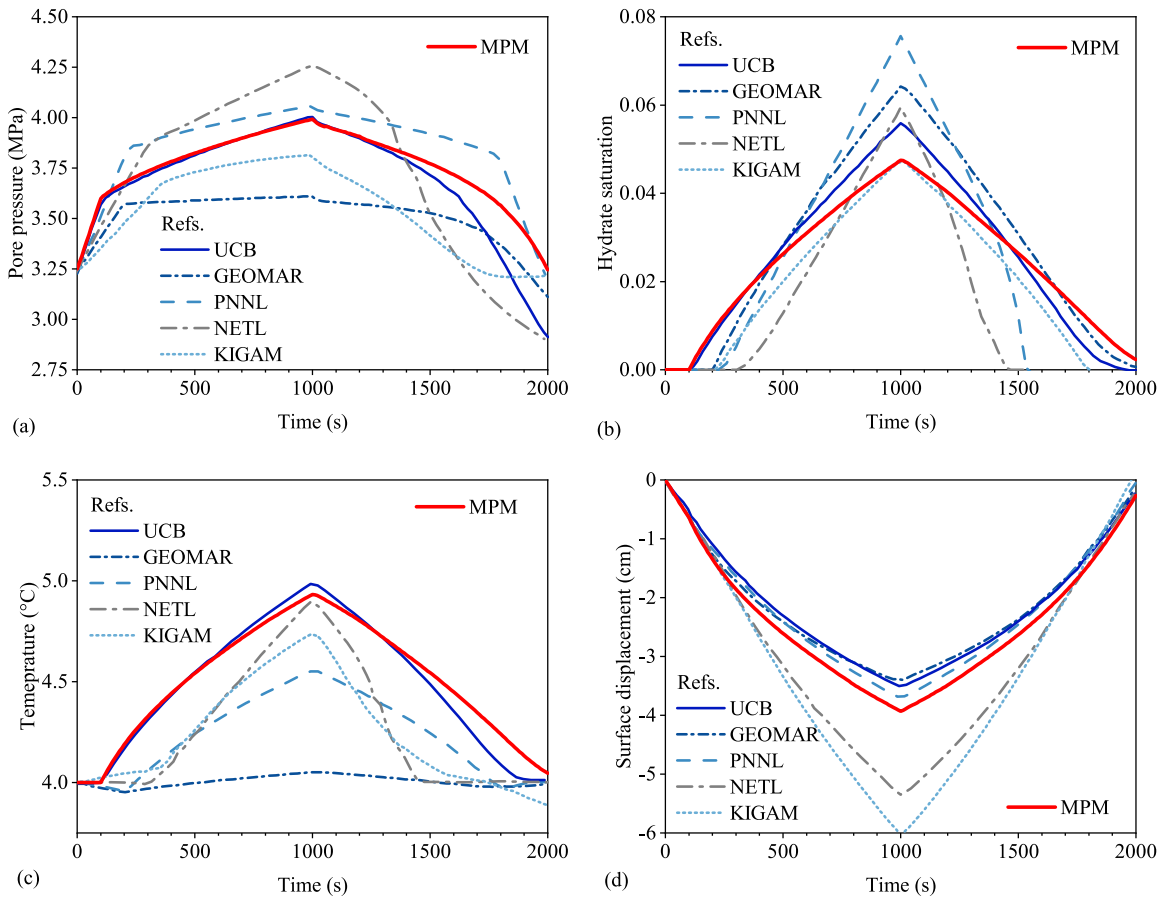 4.50
4.25
4.00
3.75
3.50
3.25
3.00
2.75
Pore pressure (MPa)
MPM
Refs.
UCB
GEOMAR
PNNL
NETL
KIGAM
0
500
1000
1500
2000
Time (s)
(a)
0.08
0.06
0.04
0.02
0.00
Hydrate saturation
Refs.
UCB
GEOMAR
PNNL
NETL
KIGAM
MPM
0
500
1000
1500
2000
Time (s)
(b)
5.5
5.0
4.5
4.0
Temeprature (°C)
Refs.
UCB
GEOMAR
PNNL
NETL
KIGAM
MPM
0
500
1000
1500
2000
Time (s)
(c)
0
-1
-2
-3
-4
-5
-6
Surface displacement (cm)
Refs.
UCB
GEOMAR
PNNL
NETL
KIGAM
MPM
0
500
1000
1500
2000
Time (s)
(d)